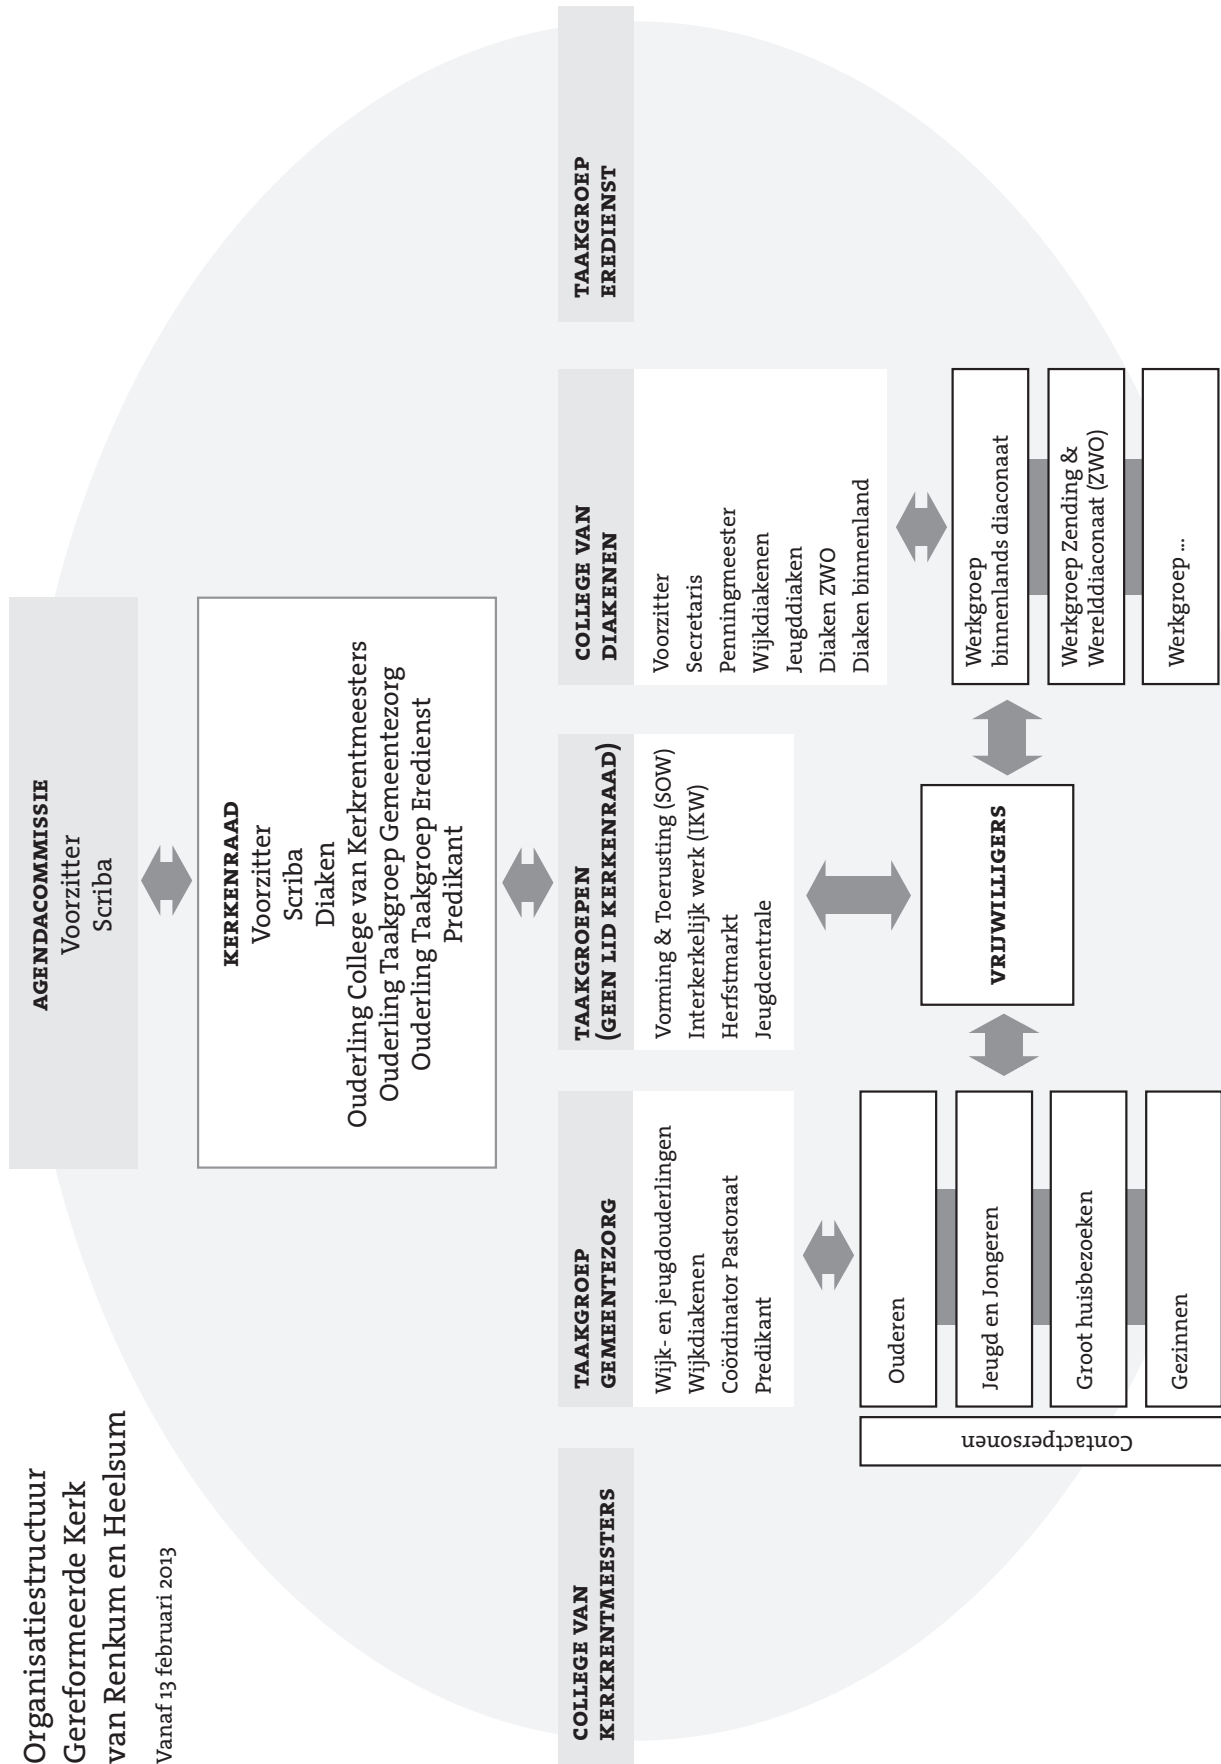 Organisatiestructuur
Gereformeerde Kerk
van Renkum en Heelsum
Vanaf 13 februari 2013
AGENDACOMMISSIE
Voorzitter
Scriba
KERKENRAAD
Voorzitter
Scriba
Diaken
Ouderling College van Kerkrentmeesters
Ouderling Taakgroep Gemeentezorg
Ouderling Taakgroep Eredienst
Predikant
COLLEGE VAN
KERKRENTMEESTERS
TAAKGROEP
GEMEENTEZORG
Wijk- en jeugdouderlingen
Wijkdiakenen
Coördinator Pastoraat
Predikant
TAAKGROEPEN
(GEEN LID KERKENRAAD)
Vorming & Toerusting (SOW)
Interkerkelijk werk (IKW)
Herfstmarkt
Jeugdcentrale
COLLEGE VAN
DIAKENEN
Voorzitter
Secretaris
Penningmeester
Wijkdiakenen
Jeugddiaken
Diaken ZWO
Diaken binnenland
TAAKGROEP
EREDIENST
Contactpersonen
Ouderen
Jeugd en Jongeren
Groot huisbezoeken
Gezinnen
VRIJWILLIGERS
Werkgroep
binnenlands diaconaat
Werkgroep Zending &
Werelddiaconaat (ZWO)
Werkgroep ...